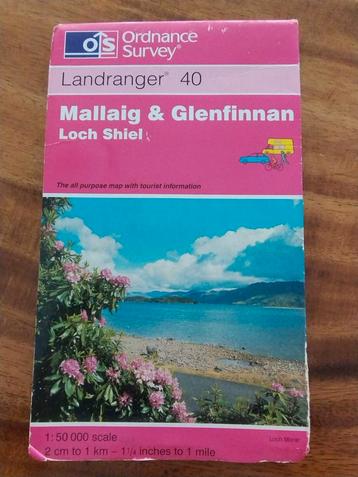 OS Ordnance
Survey®
Landranger® 40
Mallaig & Glenfinnan
Loch Shiel
The all purpose map with tourist information
Loch Morar
1:50 000 scale
2 cm to 1 km – 1¼ inches to 1 mile